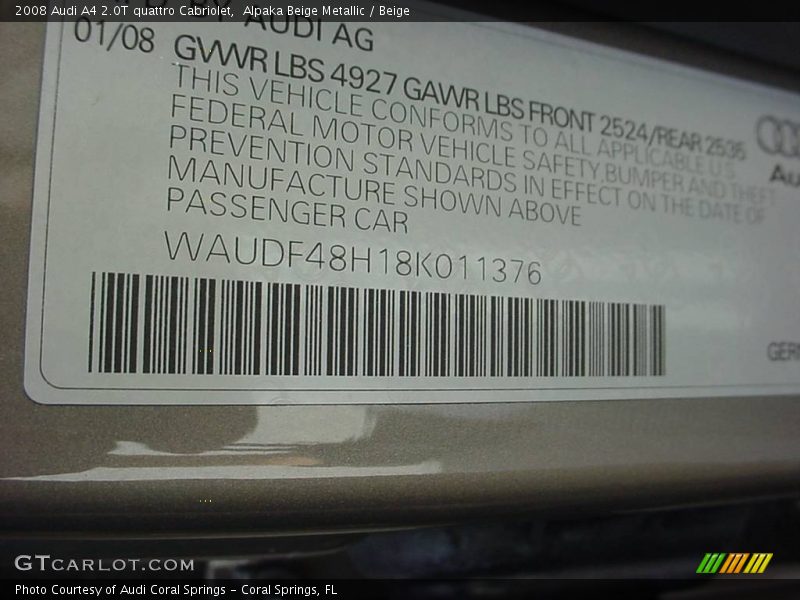 2008 Audi A4 2.0T quattro Cabriolet, Alpaka Beige Metallic / Beige
BY AUDI AG
01/08
GVWR LBS 4927 GAWR LBS FRONT 2524/REAR 2535
THIS VEHICLE CONFORMS TO ALL APPLICABLE U.S.
FEDERAL MOTOR VEHICLE SAFETY, BUMPER AND THEFT
PREVENTION STANDARDS IN EFFECT ON THE DATE OF
MANUFACTURE SHOWN ABOVE
PASSENGER CAR
WAUDF48H18K011376
GTCARLOT.COM
Photo Courtesy of Audi Coral Springs – Coral Springs, FL